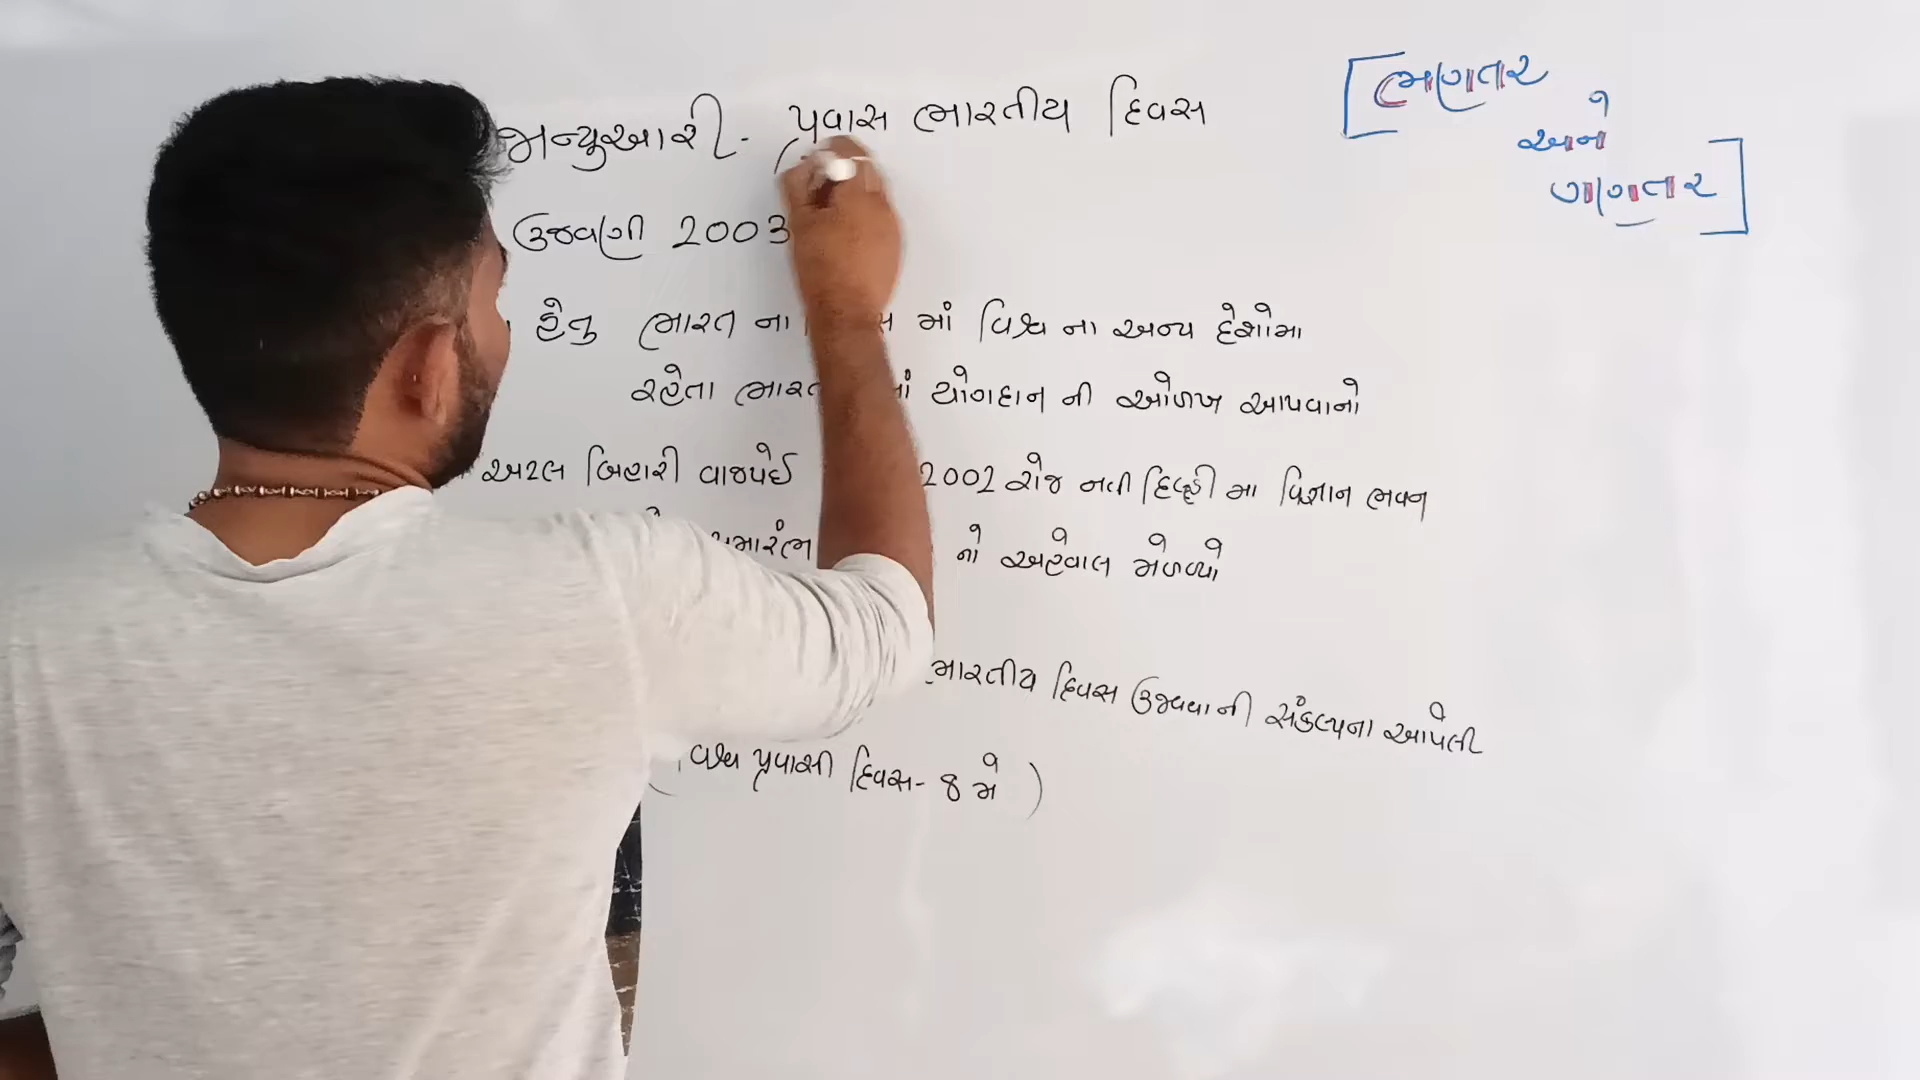 જાન્યુઆરી - પ્રવાસ ભારતીય દિવસ
ઉજવણી 2003
હેતુ ભારત ના માં વિશ્વ ના અન્ય દેશોમા
રહેતા યોગદાન ની ઓળખ આપવાનો
અટલ બિહારી વાજપેઈ 2002 રોજ નવી દિલ્હી મા વિજ્ઞાન ભવન
સમારંભ નો અહેવાલ મેળવ્યો
ભારતીય દિવસ ઉજવવાની સંકલ્પના આપેલી
પ્રવાસી દિવસ - 8 મે )
[ ભણતર
અને
ગણતર ]